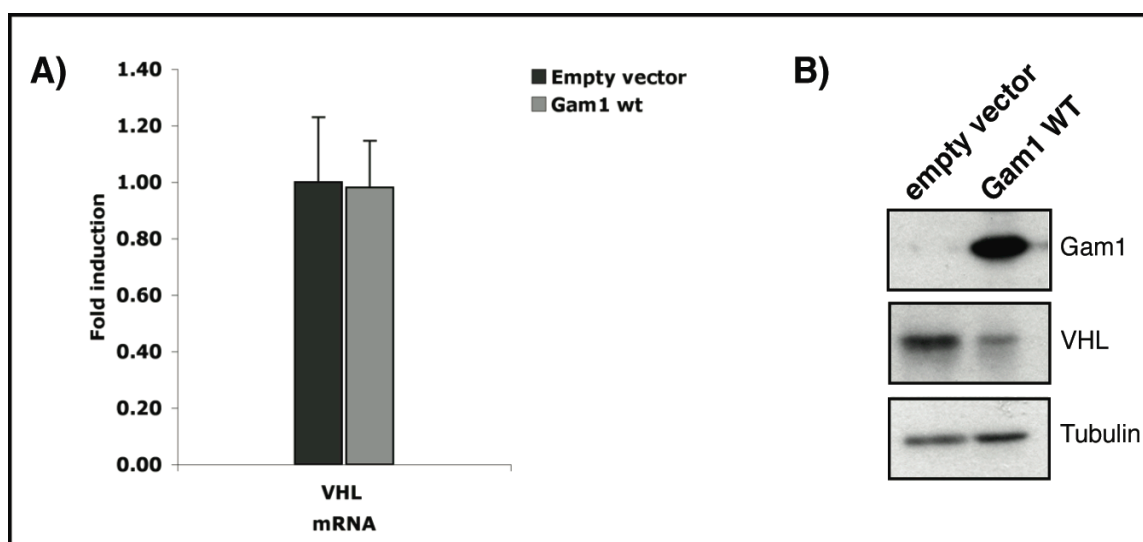 A)
1.40
1.20
1.00
0.80
0.60
0.40
0.20
0.00
Fold induction
VHL
mRNA
Empty vector
Gam1 wt
B)
empty vector
Gam1 WT
Gam1
VHL
Tubulin